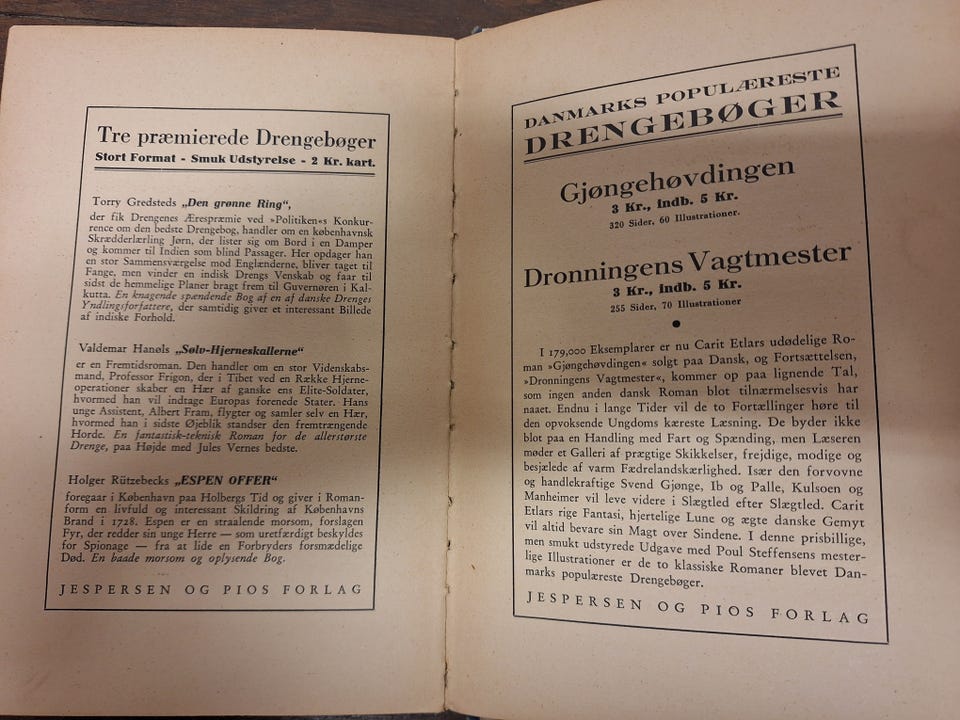 Tre præmierede Drengebøger
Stort Format - Smuk Udstyrelse - 2 Kr. kart.
Torry Gredsteds „Den grønne Ring“,
der fik Drengenes Ærespræmie ved »Politiken«s Konkur-
rence om den bedste Drengebog, handler om en københavnsk
Skrædderlærling Jørn, der lister sig om Bord i en Damper
og kommer til Indien som blind Passager. Her opdager han
en stor Sammensværgelse mod Englænderne, bliver taget til
Fange, men vinder en indisk Drengs Venskab og faar til
sidst de hemmelige Planer bragt frem til Guvernøren i Kal-
kutta. En knagende spændende Bog af en af danske Drenges
Yndlingsforfattere, der samtidig giver et interessant Billede
af indiske Forhold.
Valdemar Hanøls „Sølv-Hjerneskallerne“
er en Fremtidsroman. Den handler om en stor Videnskabs-
mand, Professor Frigon, der i Tibet ved en Række Hjerne-
operationer skaber en Hær af ganske ens Elite-Soldater,
hvormed han vil indtage Europas forenede Stater. Hans
unge Assistent, Albert Fram, flygter og samler selv en Hær,
hvormed han i sidste Øjeblik standser den fremtrængende
Horde. En fantastisk-teknisk Roman for de allerstørste
Drenge, paa Højde med Jules Vernes bedste.
Holger Rützebecks „ESPEN OFFER“
foregaar i København paa Holbergs Tid og giver i Roman-
form en livfuld og interessant Skildring af Københavns
Brand i 1728. Espen er en straalende morsom, forslagen
Fyr, der redder sin unge Herre — som uretfærdigt beskyldes
for Spionage — fra at lide en Forbryders forsmædelige
Død. En baade morsom og oplysende Bog.
JESPERSEN OG PIOS FORLAG
DANMARKS POPULÆRESTE
DRENGEBØGER
Gjøngehøvdingen
3 Kr., indb. 5 Kr.
320 Sider, 60 Illustrationer.
Dronningens Vagtmester
3 Kr., indb. 5 Kr.
255 Sider, 70 Illustrationer
I 179,000 Eksemplarer er nu Carit Etlars udødelige Ro-
man »Gjøngehøvdingen« solgt paa Dansk, og Fortsættelsen,
»Dronningens Vagtmester«, kommer op paa lignende Tal,
som ingen anden dansk Roman blot tilnærmelsesvis har
naaet. Endnu i lange Tider vil de to Fortællinger høre til
den opvoksende Ungdoms kæreste Læsning. De byder ikke
blot paa en Handling med Fart og Spænding, men Læseren
møder et Galleri af prægtige Skikkelser, frejdige, modige og
besjælede af varm Fædrelandskærlighed. Især den forvovne
og handlekraftige Svend Gjønge, Ib og Palle, Kulsoen og
Manheimer vil leve videre i Slægtled efter Slægtled. Carit
Etlars rige Fantasi, hjertelige Lune og ægte danske Gemyt
vil altid bevare sin Magt over Sindene. I denne prisbillige,
men smukt udstyrede Udgave med Poul Steffensens mester-
lige Illustrationer er de to klassiske Romaner blevet Dan-
marks populæreste Drengebøger.
JESPERSEN OG PIOS FORLAG